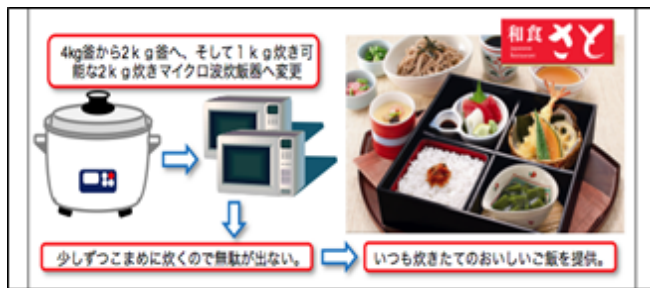 4kg釜から2kg釜へ、そして1kg炊き可
能な2kg炊きマイクロ波炊飯器へ変更
和食 さと
少しずつこまめに炊くので無駄が出ない。
いつも炊きたてのおいしいご飯を提供。